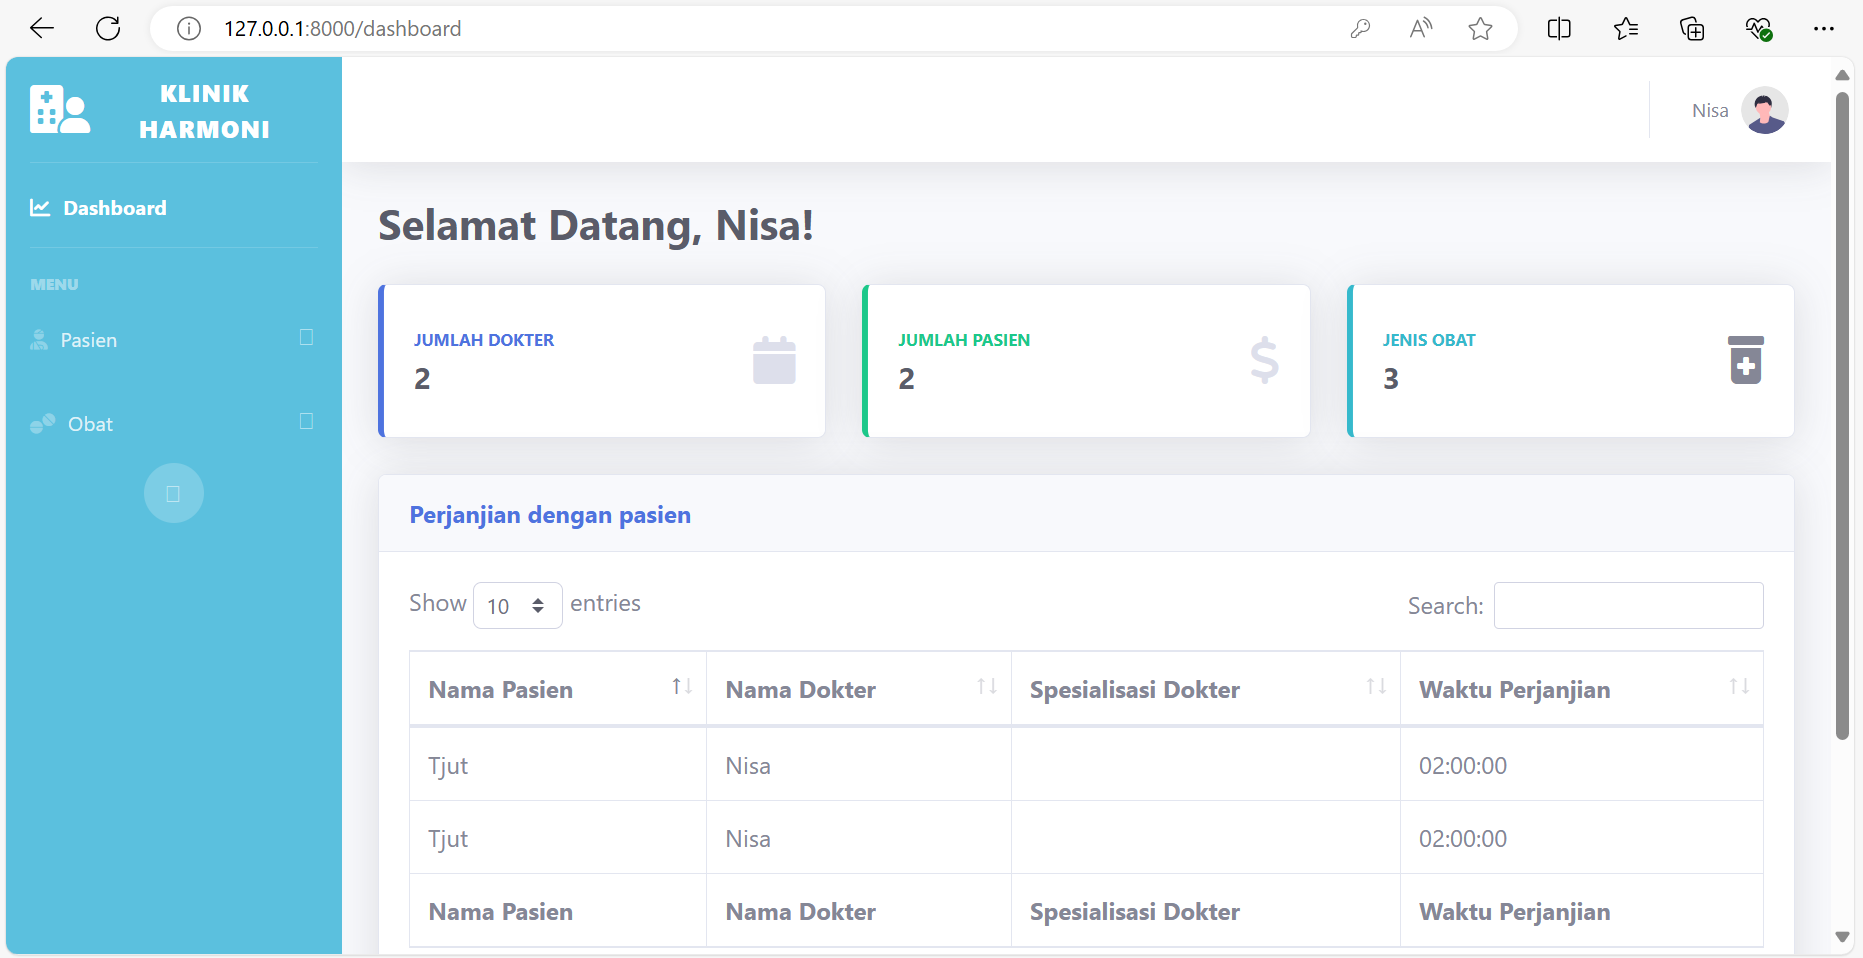 127.0.0.1:8000/dashboard
KLINIK
HARMONI
Nisa
Dashboard
MENU
Pasien
Obat
Selamat Datang, Nisa!
JUMLAH DOKTER
2
JUMLAH PASIEN
2
JENIS OBAT
3
Perjanjian dengan pasien
Show 10 entries
Search:
Nama Pasien Nama Dokter Spesialisasi Dokter Waktu Perjanjian
Tjut Nisa 02:00:00
Tjut Nisa 02:00:00
Nama Pasien Nama Dokter Spesialisasi Dokter Waktu Perjanjian